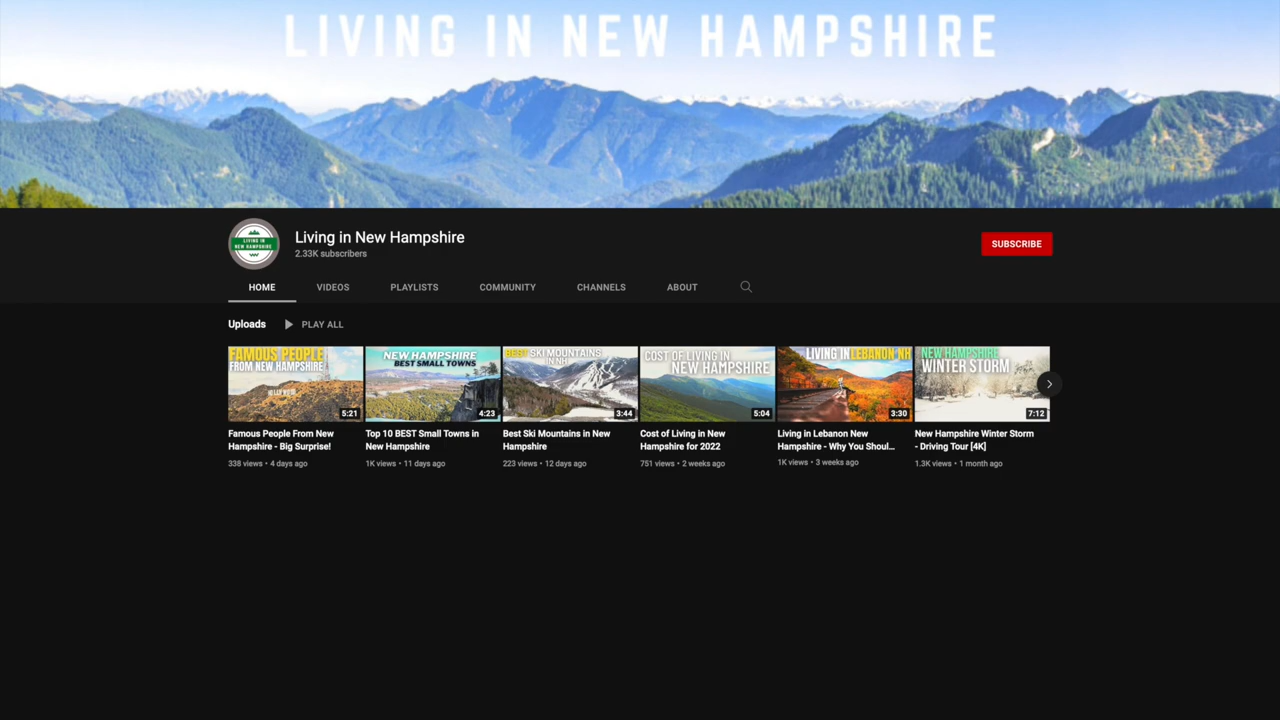 LIVING IN NEW HAMPSHIRE
LIVING IN
NEW HAMPSHIRE
Living in New Hampshire
2.33K subscribers
SUBSCRIBE
HOME
VIDEOS
PLAYLISTS
COMMUNITY
CHANNELS
ABOUT
Uploads
PLAY ALL
FAMOUS PEOPLE
FROM NEW HAMPSHIRE
HOLLYWOOD
5:21
Famous People From New
Hampshire - Big Surprise!
338 views • 4 days ago
NEW HAMPSHIRE
BEST SMALL TOWNS
4:23
Top 10 BEST Small Towns in
New Hampshire
1K views • 11 days ago
BEST SKI MOUNTAINS
IN NH
3:44
Best Ski Mountains in New
Hampshire
223 views • 12 days ago
COST OF LIVING IN
NEW HAMPSHIRE
5:04
Cost of Living in New
Hampshire for 2022
751 views • 2 weeks ago
LIVING IN LEBANON NH
3:30
Living in Lebanon New
Hampshire - Why You Shoul...
1K views • 3 weeks ago
NEW HAMPSHIRE
WINTER STORM
7:12
New Hampshire Winter Storm
- Driving Tour [4K]
1.3K views • 1 month ago